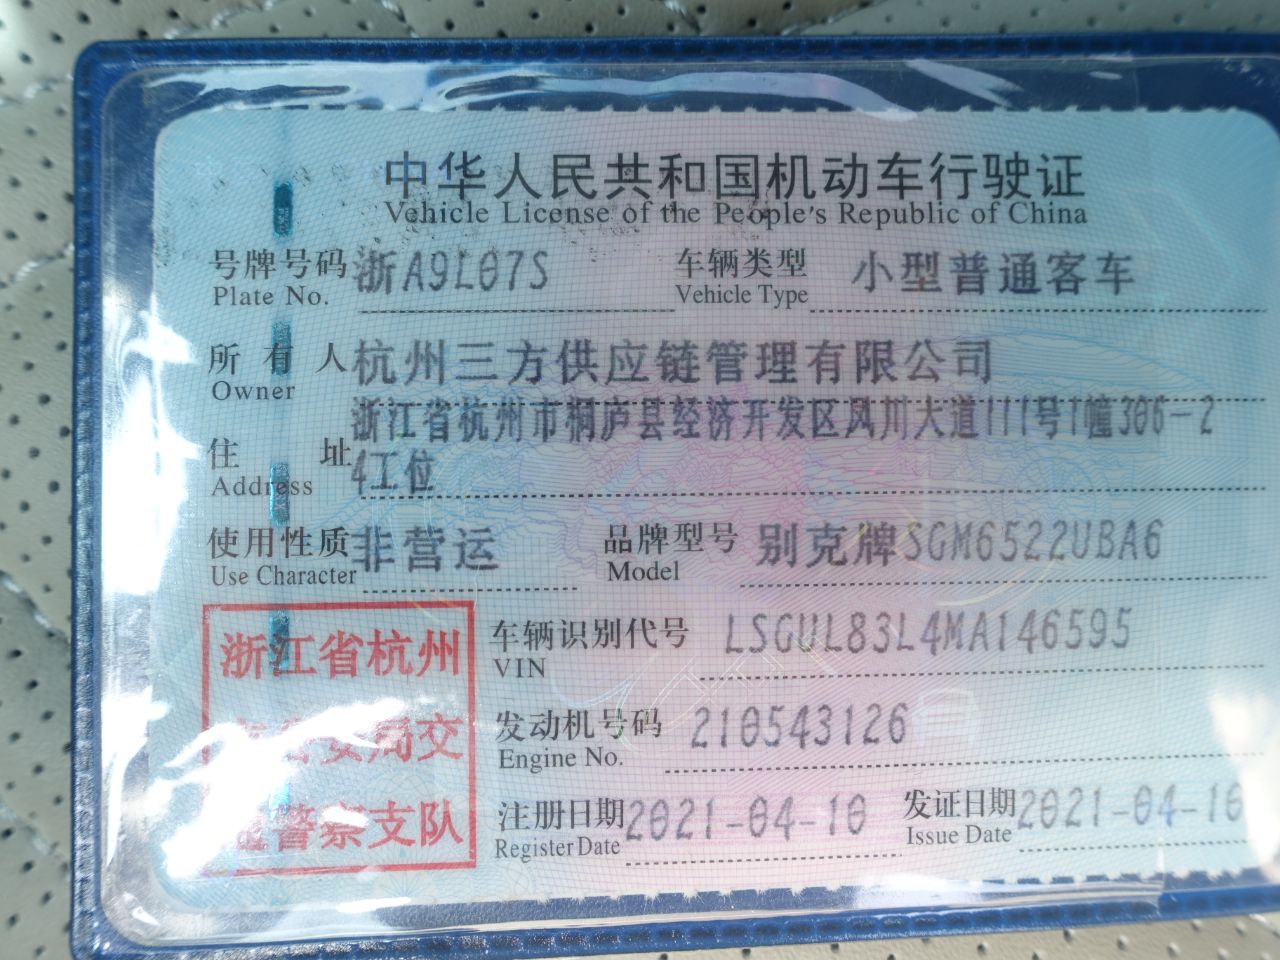 中华人民共和国机动车行驶证
Vehicle License of the People's Republic of China
号牌号码 浙A9L07S 车辆类型 小型普通客车
Plate No. Vehicle Type
所有人 杭州三方供应链管理有限公司
Owner
浙江省杭州市桐庐县经济开发区凤川大道111号1幢306-2
住址 4工位
Address
使用性质 非营运 品牌型号 别克牌SGM6522UBA6
Use Character Model
浙江省杭州 车辆识别代号 LSGUL83L4MA146595
VIN
安局交 发动机号码 210543126
Engine No.
警察支队 注册日期 2021-04-10 发证日期 2021-04-10
Register Date Issue Date